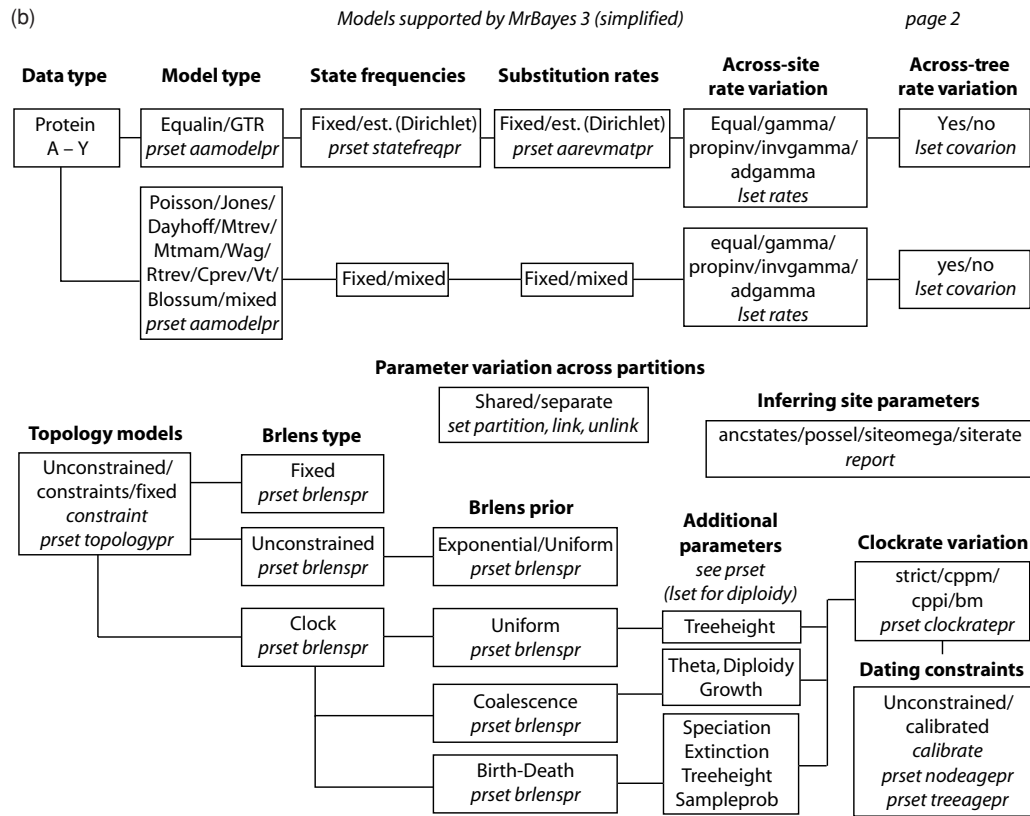 (b)
Models supported by MrBayes 3 (simplified)
page 2
Data type
Model type
State frequencies
Substitution rates
Across-site
rate variation
Across-tree
rate variation
Protein
A – Y
Equalin/GTR
prset aamodelpr
Fixed/est. (Dirichlet)
prset statefreqpr
Fixed/est. (Dirichlet)
prset aarevmatpr
Equal/gamma/
propinv/invgamma/
adgamma
lset rates
Yes/no
lset covarion
Poisson/Jones/
Dayhoff/Mtrev/
Mtmam/Wag/
Rtrev/Cprev/Vt/
Blossum/mixed
prset aamodelpr
Fixed/mixed
Fixed/mixed
equal/gamma/
propinv/invgamma/
adgamma
lset rates
yes/no
lset covarion
Parameter variation across partitions
Shared/separate
set partition, link, unlink
Inferring site parameters
ancstates/possel/siteomega/siterate
report
Topology models
Unconstrained/
constraints/fixed
constraint
prset topologypr
Brlens type
Fixed
prset brlenspr
Unconstrained
prset brlenspr
Clock
prset brlenspr
Brlens prior
Exponential/Uniform
prset brlenspr
Uniform
prset brlenspr
Coalescence
prset brlenspr
Birth-Death
prset brlenspr
Additional
parameters
see prset
(lset for diploidy)
Treeheight
Theta, Diploidy
Growth
Speciation
Extinction
Treeheight
Sampleprob
Clockrate variation
strict/cppm/
cppi/bm
prset clockratepr
Dating constraints
Unconstrained/
calibrated
calibrate
prset nodeagepr
prset treeagepr